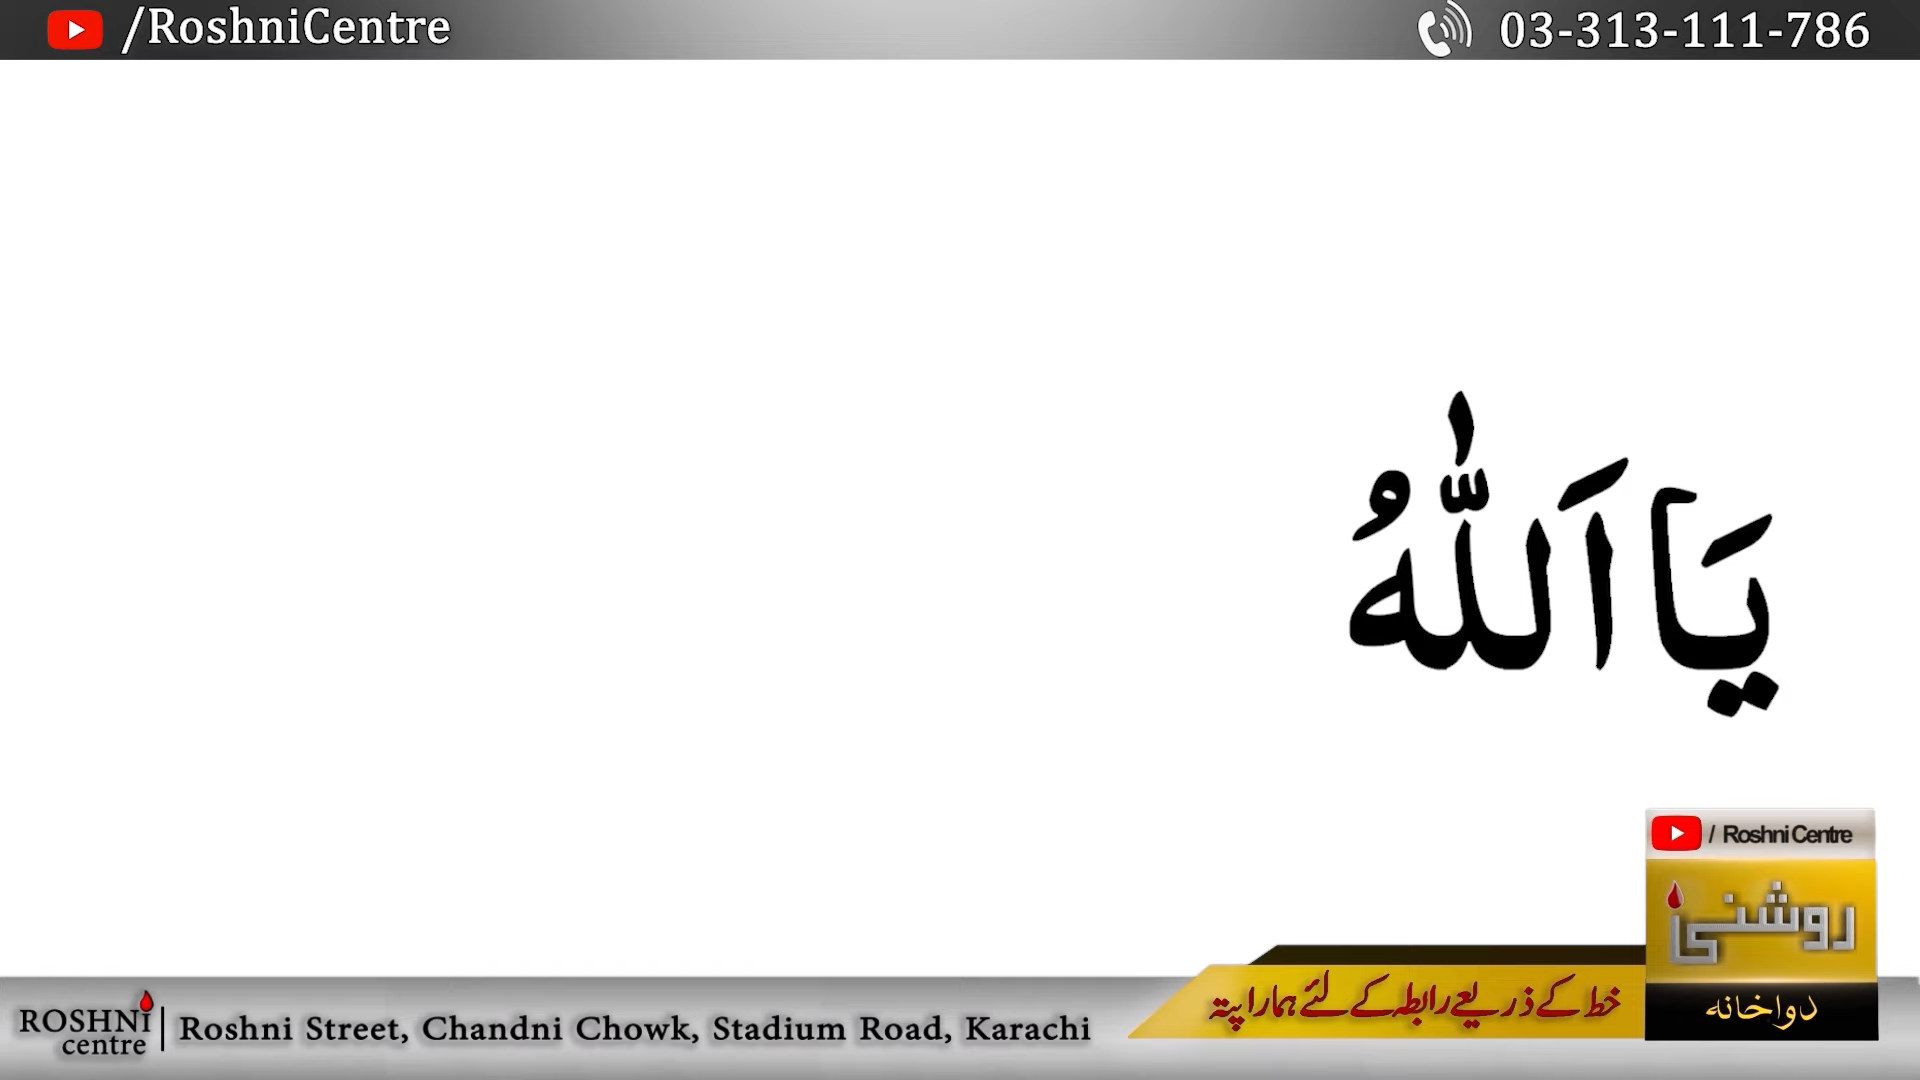 /RoshniCentre
03-313-111-786
یَا اَللّٰہُ
/ Roshni Centre
روشنی
دواخانہ
خط کے ذریعے رابطہ کے لئے ہمارا پتہ
ROSHNI
centre
Roshni Street, Chandni Chowk, Stadium Road, Karachi